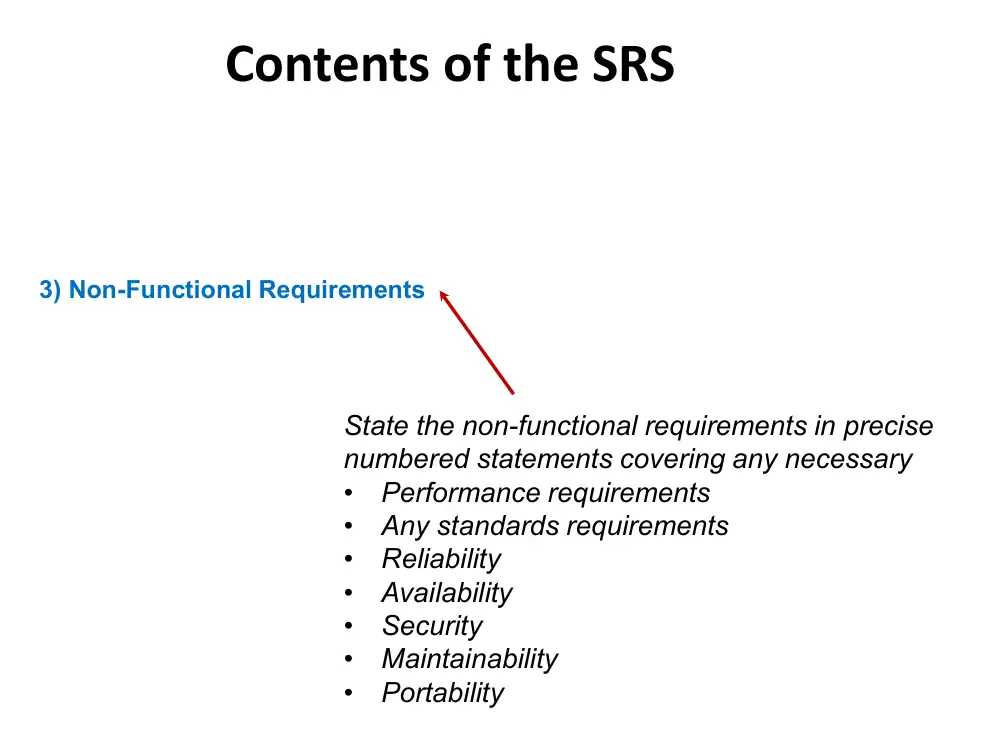 Contents of the SRS
3) Non-Functional Requirements
State the non-functional requirements in precise
numbered statements covering any necessary
• Performance requirements
• Any standards requirements
• Reliability
• Availability
• Security
• Maintainability
• Portability